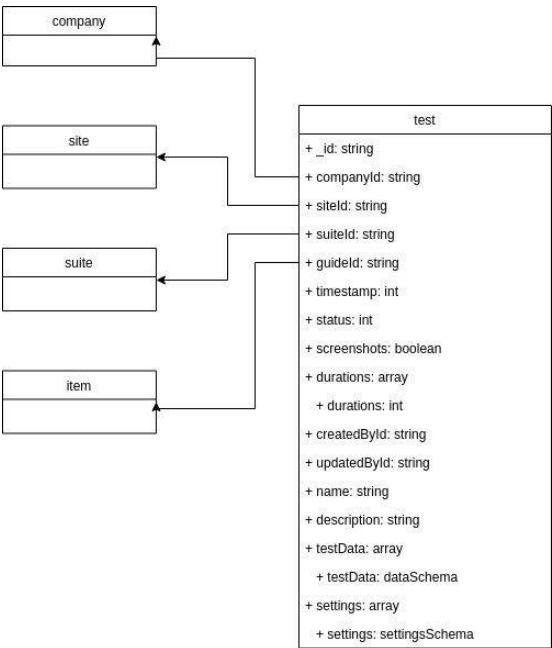 company
site
suite
item
test
+ _id: string
+ companyId: string
+ siteId: string
+ suiteId: string
+ guideId: string
+ timestamp: int
+ status: int
+ screenshots: boolean
+ durations: array
+ durations: int
+ createdById: string
+ updatedById: string
+ name: string
+ description: string
+ testData: array
+ testData: dataSchema
+ settings: array
+ settings: settingsSchema